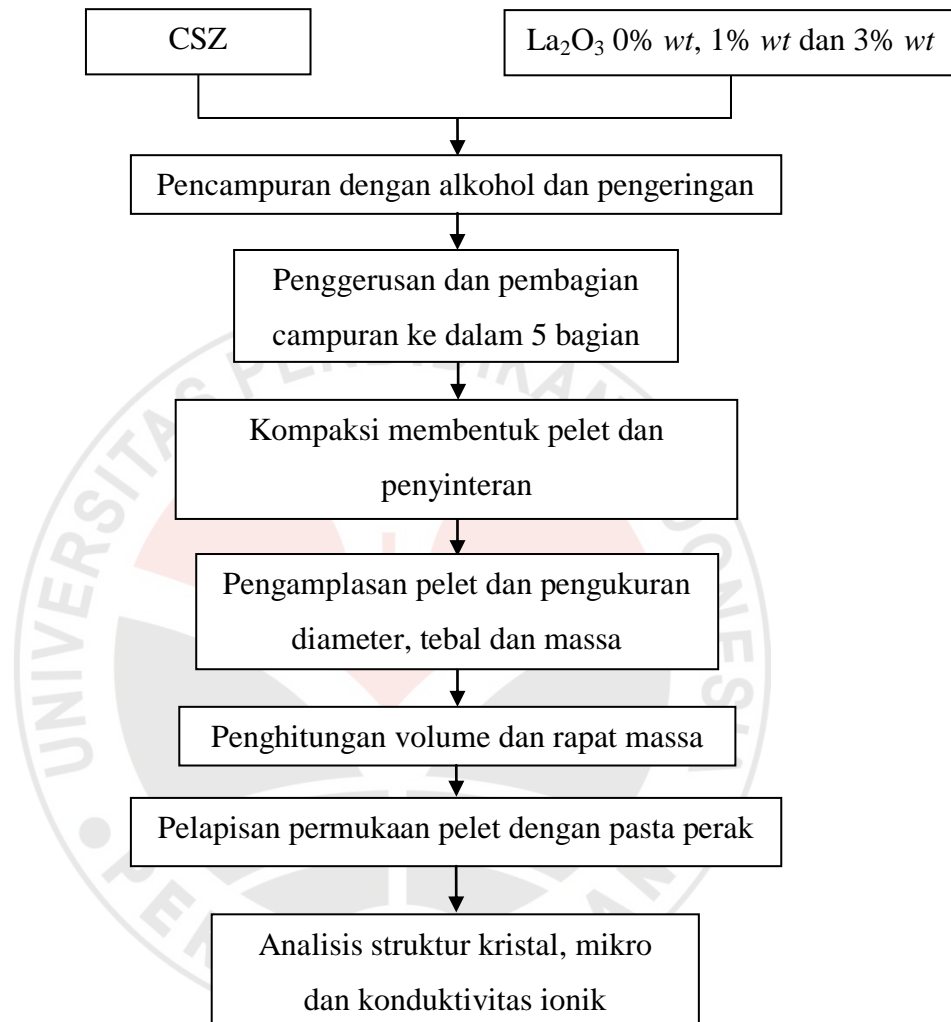 CSZ
La₂O₃ 0% wt, 1% wt dan 3% wt
Pencampuran dengan alkohol dan pengeringan
Penggerusan dan pembagian
campuran ke dalam 5 bagian
Kompaksi membentuk pelet dan
penyinteran
Pengamplasan pelet dan pengukuran
diameter, tebal dan massa
Penghitungan volume dan rapat massa
Pelapisan permukaan pelet dengan pasta perak
Analisis struktur kristal, mikro
dan konduktivitas ionik